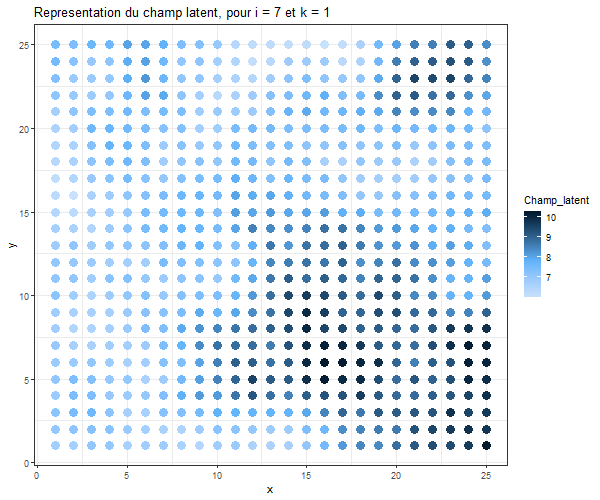 Representation du champ latent, pour i = 7 et k = 1
25
20
15
10
5
0
y
0 5 10 15 20 25
x
Champ_latent
10
9
8
7